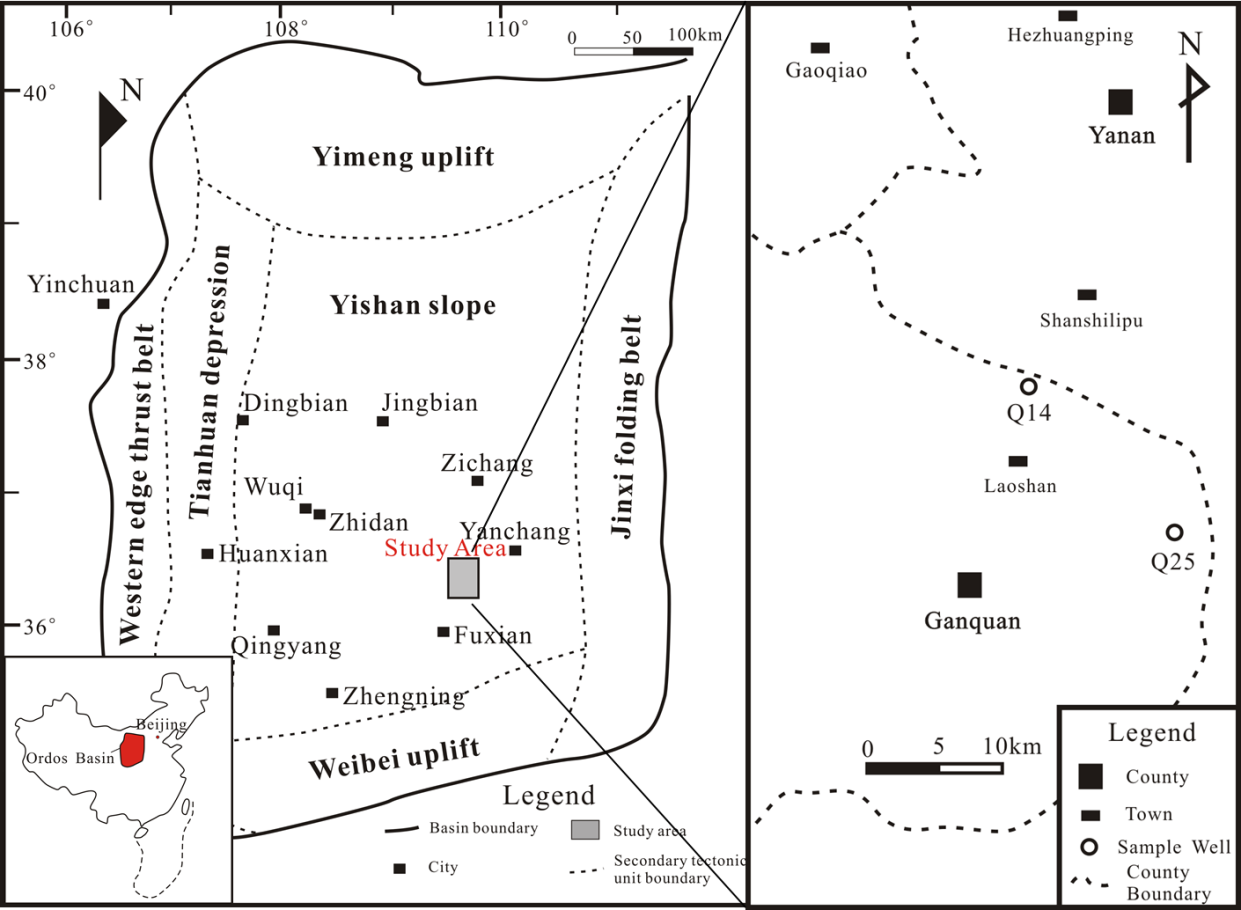 106°
108°
110°
0 50 100km
40°
N
Yimeng uplift
Yinchuan
Tianhuan depression
Yishan slope
38°
Western edge thrust belt
Jinxi folding belt
Dingbian
Jingbian
Zichang
Wuqi
Zhidan
Yanchang
Study Area
Huanxian
36°
Qingyang
Fuxian
Zhengning
Weibei uplift
Beijing
Ordos Basin
Legend
Basin boundary
Study area
City
Secondary tectonic
unit boundary
Hezhuangping
Gaoqiao
N
Yanan
Shanshilipu
Q14
Laoshan
Q25
Ganquan
0 5 10km
Legend
County
Town
Sample Well
County
Boundary